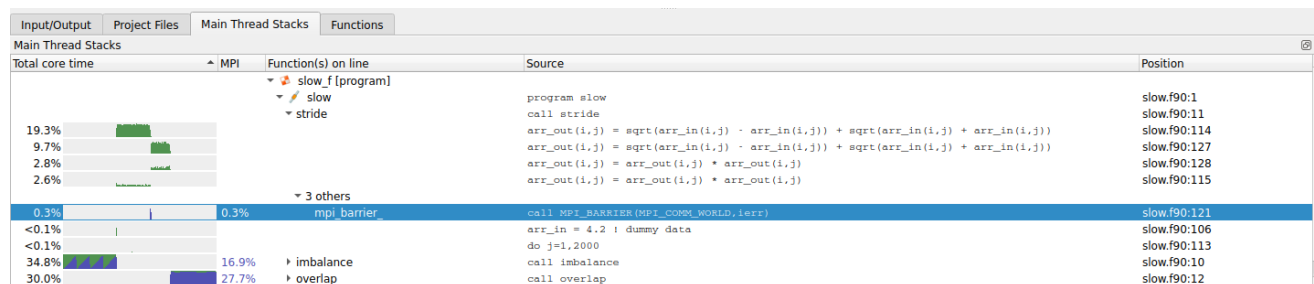 Input/Output Project Files Main Thread Stacks Functions
Main Thread Stacks
Total core time MPI Function(s) on line Source Position
slow_f [program]
slow program slow slow.f90:1
stride call stride slow.f90:11
19.3% arr_out(i,j) = sqrt(arr_in(i,j) - arr_in(i,j)) + sqrt(arr_in(i,j) + arr_in(i,j)) slow.f90:114
9.7% arr_out(i,j) = sqrt(arr_in(i,j) - arr_in(i,j)) + sqrt(arr_in(i,j) + arr_in(i,j)) slow.f90:127
2.8% arr_out(i,j) = arr_out(i,j) * arr_out(i,j) slow.f90:128
2.6% arr_out(i,j) = arr_out(i,j) * arr_out(i,j) slow.f90:115
3 others
0.3% 0.3% mpi_barrier_ call MPI_BARRIER(MPI_COMM_WORLD,ierr) slow.f90:121
<0.1% arr_in = 4.2 ! dummy data slow.f90:106
<0.1% do j=1,2000 slow.f90:113
34.8% 16.9% imbalance call imbalance slow.f90:10
30.0% 27.7% overlap call overlap slow.f90:12